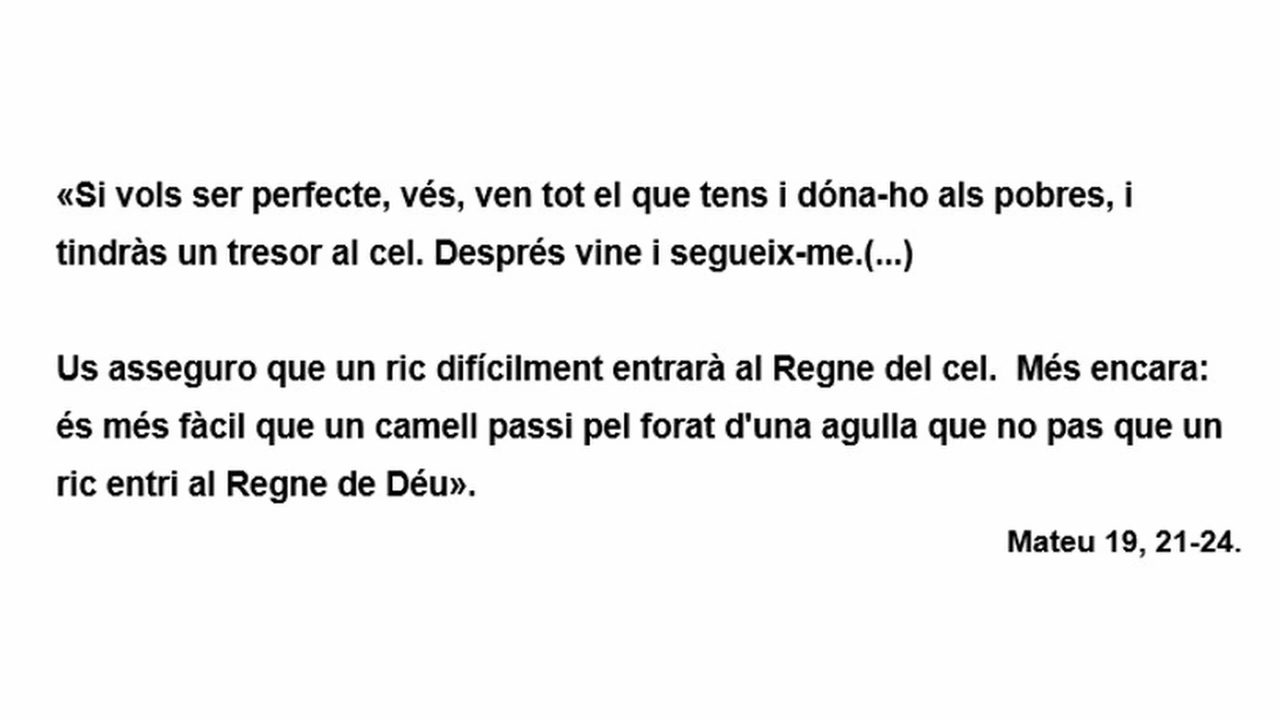 «Si vols ser perfecte, vés, ven tot el que tens i dóna-ho als pobres, i
tindràs un tresor al cel. Després vine i segueix-me.(...)
Us asseguro que un ric difícilment entrarà al Regne del cel.  Més encara:
és més fàcil que un camell passi pel forat d'una agulla que no pas que un
ric entri al Regne de Déu».
Mateu 19, 21-24.